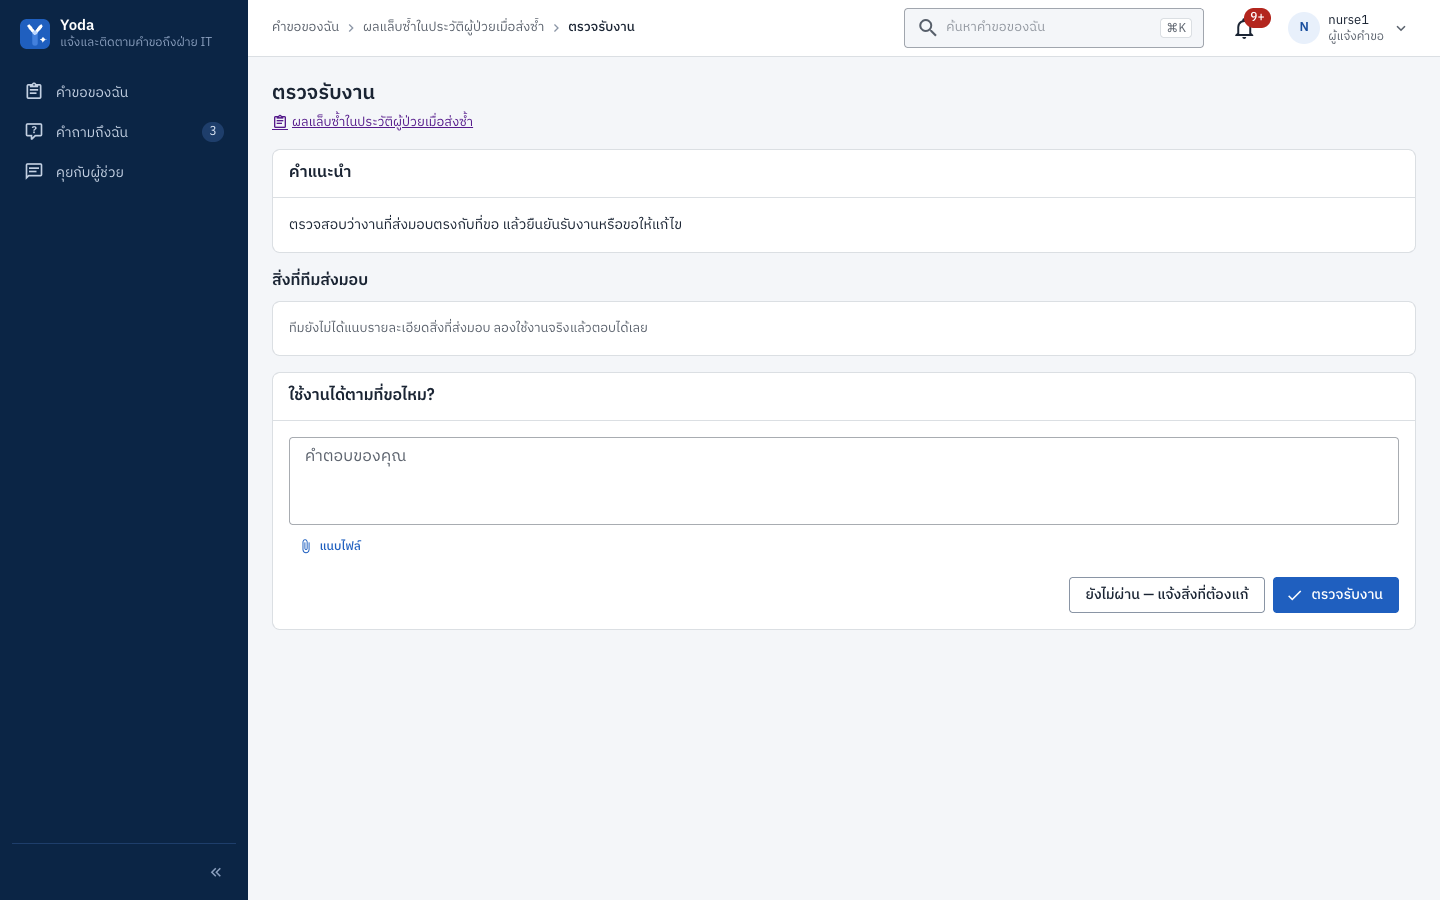 Yoda
แจ้งและติดตามคำขอถึงฝ่าย IT
คำขอของฉัน
คำถามถึงฉัน 3
คุยกับผู้ช่วย
คำขอของฉัน > ผลแล็บซ้ำในประวัติผู้ป่วยเมื่อส่งซ้ำ > ตรวจรับงาน
ค้นหาคำขอของฉัน ⌘K
9+
N
nurse1
ผู้แจ้งคำขอ
ตรวจรับงาน
ผลแล็บซ้ำในประวัติผู้ป่วยเมื่อส่งซ้ำ
คำแนะนำ
ตรวจสอบว่างานที่ส่งมอบตรงกับที่ขอ แล้วยืนยันรับงานหรือขอให้แก้ไข
สิ่งที่ทีมส่งมอบ
ทีมยังไม่ได้แนบรายละเอียดสิ่งที่ส่งมอบ ลองใช้งานจริงแล้วตอบได้เลย
ใช้งานได้ตามที่ขอไหม?
คำตอบของคุณ
แนบไฟล์
ยังไม่ผ่าน — แจ้งสิ่งที่ต้องแก้
ตรวจรับงาน